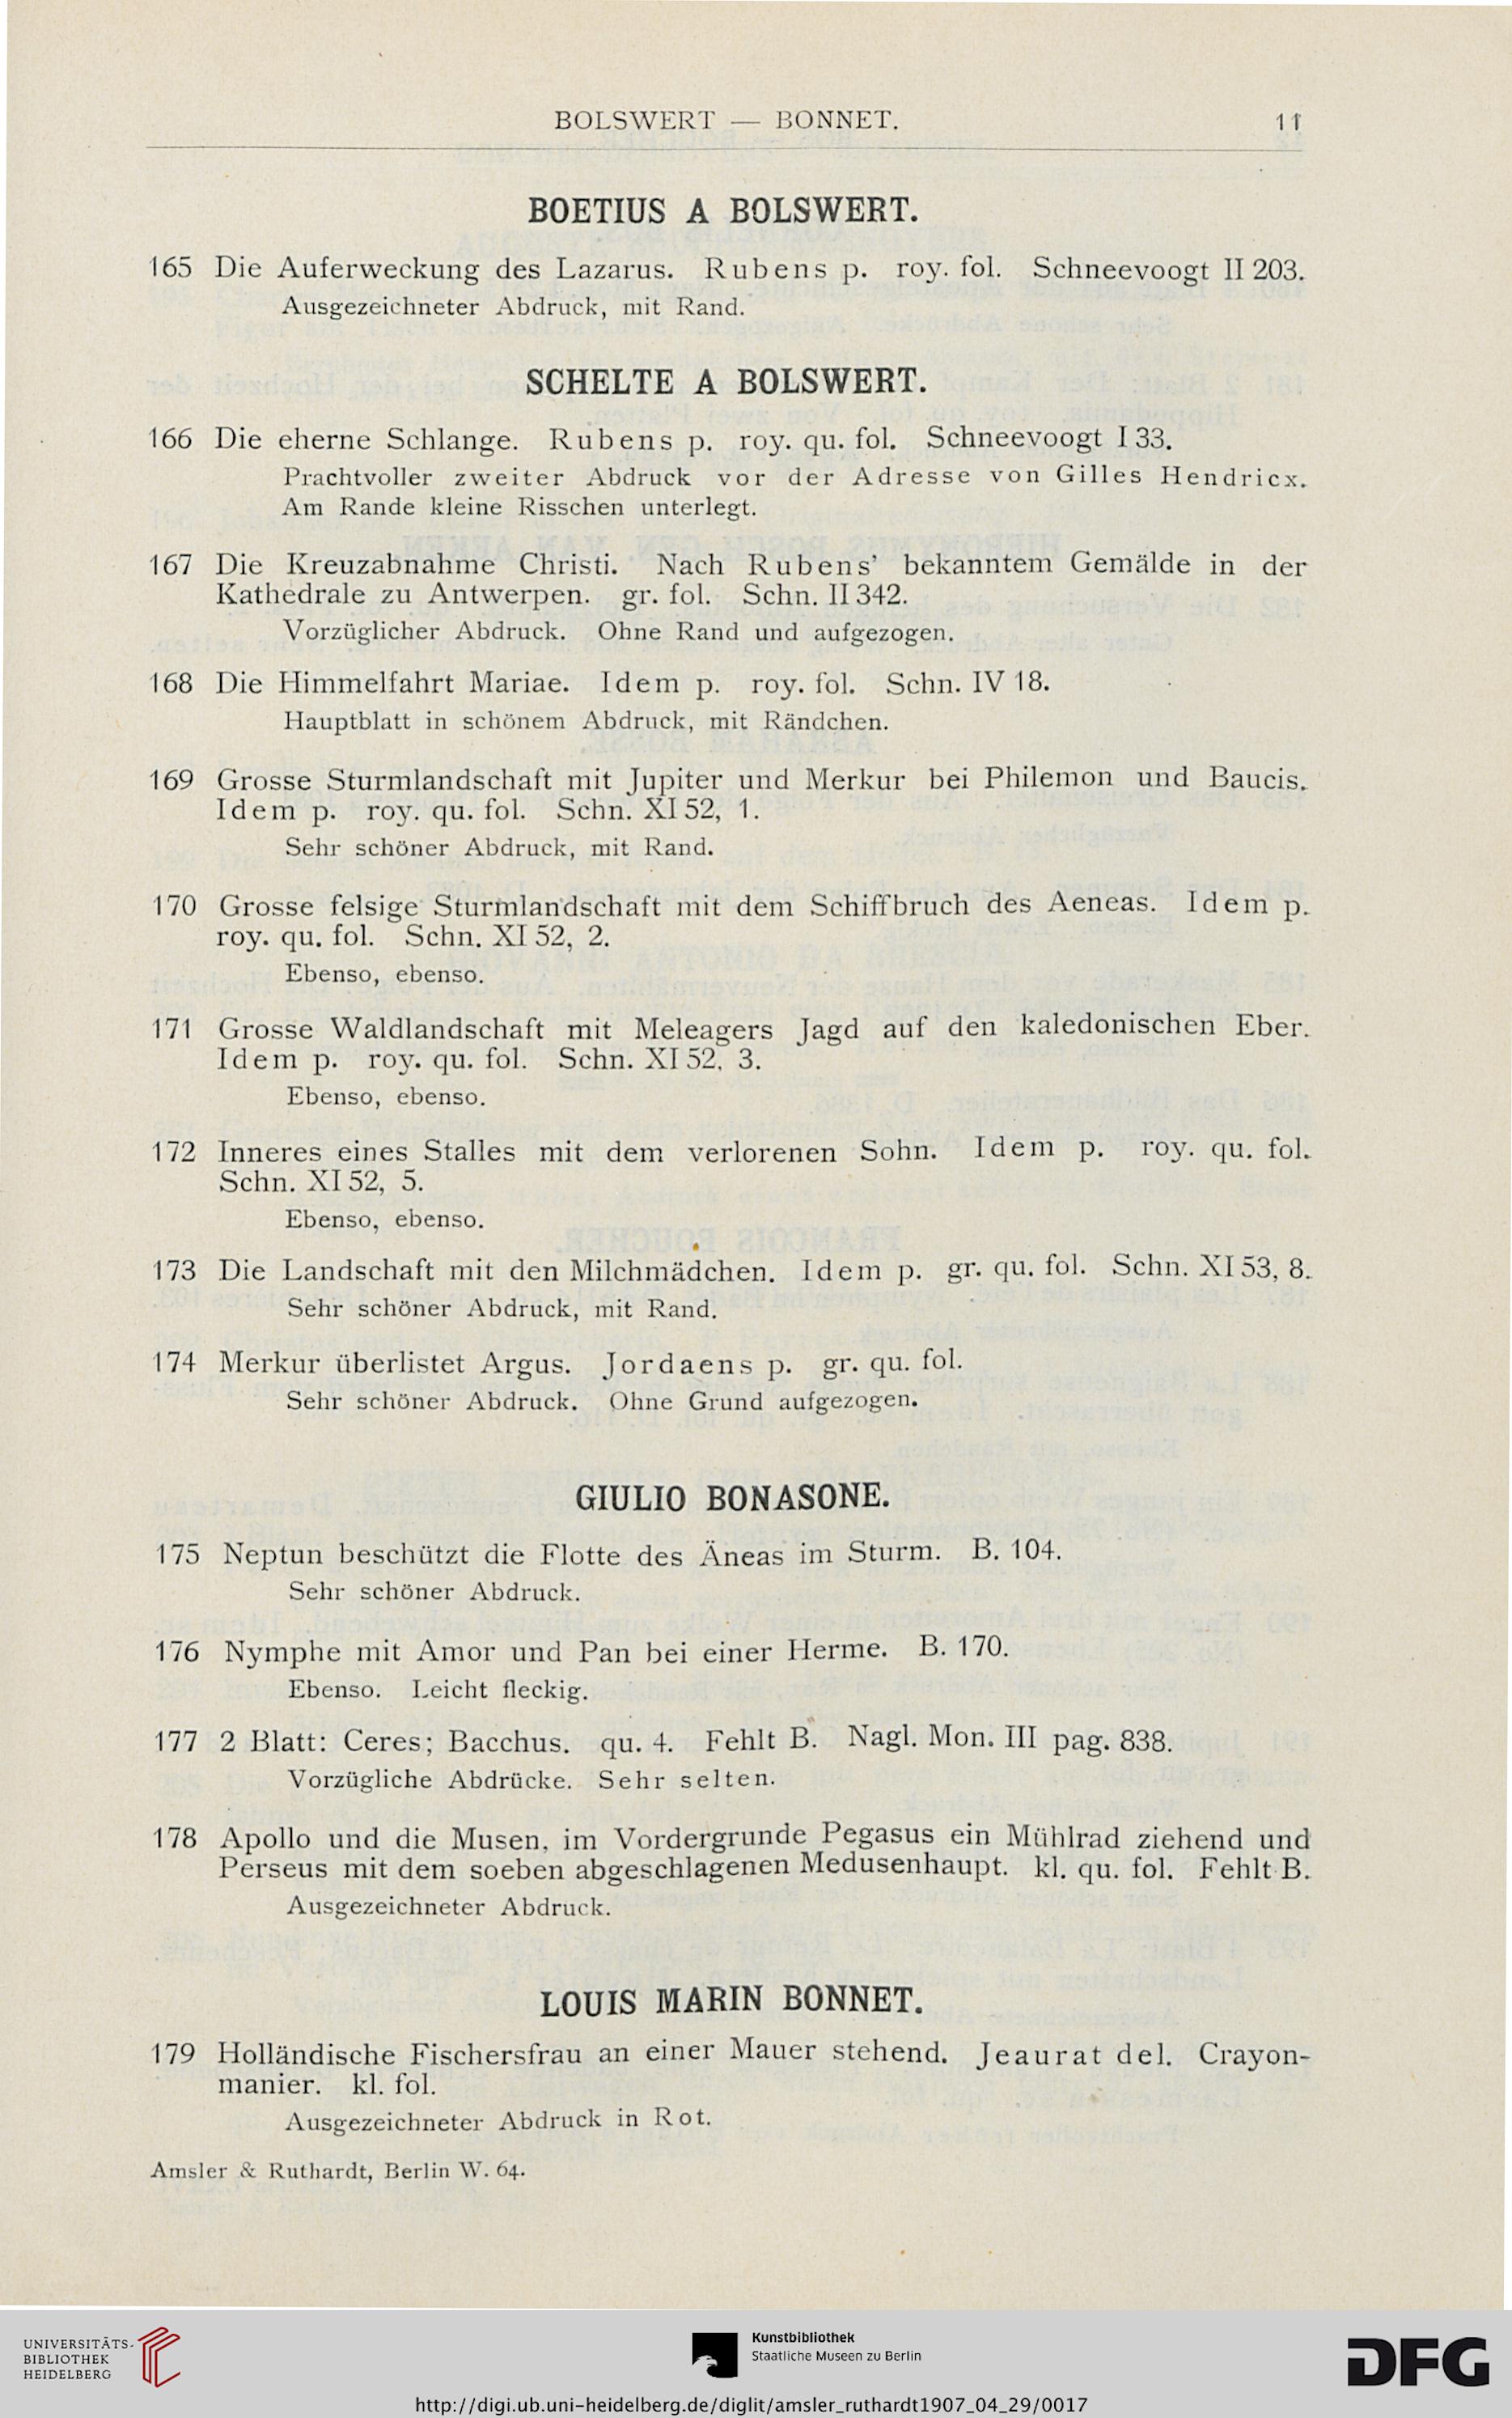 BOLSWERT — BONNET. 11
BOETIUS A BOLSWERT.
165 Die Auferweckung des Lazarus. Rubens p. roy. fol. Schneevoogt II 203.
Ausgezeichneter Abdruck, mit Rand.
SCHELTE A BOLSWERT.
166 Die eherne Schlange. Rubens p. roy. qu. fol. Schneevoogt I 33.
Prachtvoller zweiter Abdruck vor der Adresse von Gilles Hendricx.
Am Rande kleine Risschen unterlegt.
167 Die Kreuzabnahme Christi. Nach Rubens' bekanntem Gemälde in der
Kathedrale zu Antwerpen. gr. fol. Schn. II 342.
Vorzüglicher Abdruck. Ohne Rand und aufgezogen.
168 Die Himmelfahrt Mariae. Idem p. roy. fol. Schn. IV 18.
Hauptblatt in schönem Abdruck, mit Rändchen.
169 Grosse Sturmlandschaft mit Jupiter und Merkur bei Philemon und Baucis.
Idem p. roy. qu. fol. Schn. XI 52, 1.
Sehr schöner Abdruck, mit Rand.
170 Grosse felsige Sturmlandschaft mit dem Schiffbruch des Aeneas. Idem p.
roy. qu. fol. Schn. XI 52, 2.
Ebenso, ebenso.
171 Grosse Waldlandschaft mit Meleagers Jagd auf den kaledonischen Eber.
Idem p. roy. qu. fol. Schn. XI 52, 3.
Ebenso, ebenso.
172 Inneres eines Stalles mit dem verlorenen Sohn. Idem p. roy. qu. fol.
Schn. XI 52, 5.
Ebenso, ebenso.
173 Die Landschaft mit den Milchmädchen. Idem p. gr. qu. fol. Schn. XI 53, 8.
Sehr schöner Abdruck, mit Rand.
174 Merkur überlistet Argus. Jordaens p. gr. qu. fol.
Sehr schöner Abdruck. Ohne Grund aufgezogen.
GIULIO BONASONE.
175 Neptun beschützt die Flotte des Äneas im Sturm. B. 104.
Sehr schöner Abdruck.
176 Nymphe mit Amor und Pan bei einer Herme. B. 170.
Ebenso. Leicht fleckig.
177 2 Blatt: Ceres; Bacchus. qu. 4. Fehlt B. Nagl. Mon. III pag. 838.
Vorzügliche Abdrücke. Sehr selten.
178 Apollo und die Musen, im Vordergrunde Pegasus ein Mühlrad ziehend und
Perseus mit dem soeben abgeschlagenen Medusenhaupt. kl. qu. fol. Fehlt B.
Ausgezeichneter Abdruck.
LOUIS MARIN BONNET.
179 Holländische Fischersfrau an einer Mauer stehend. Jeaurat del. Crayon-
manier. kl. fol.
Ausgezeichneter Abdruck in Rot.
Amsler & Ruthardt, Berlin W. 64.
UNIVERSITÄTS-
BIBLIOTHEK
HEIDELBERG
Kunstbibliothek
Staatliche Museen zu Berlin
DFG
http://digi.ub.uni-heidelberg.de/diglit/amsler_ruthardt1907_04_29/0017